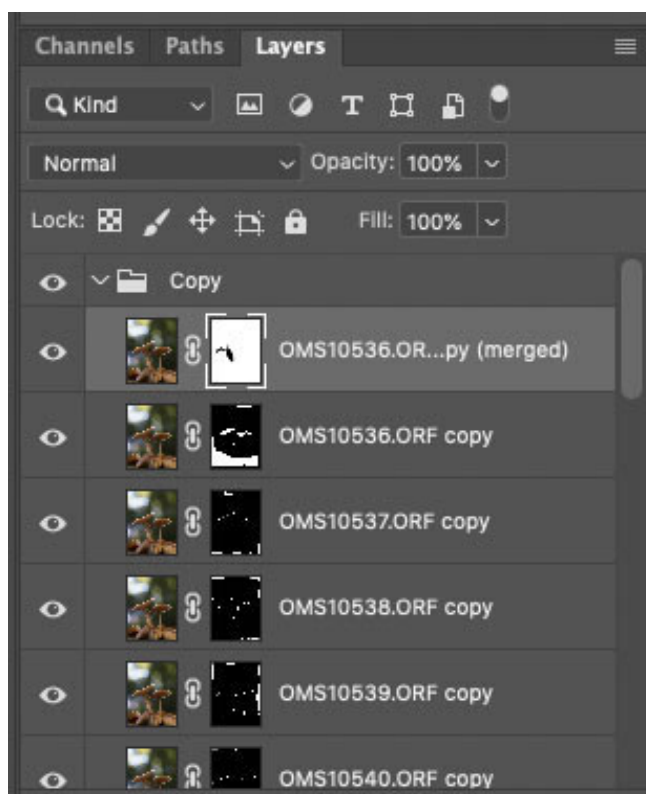 Channels Paths Layers
Kind T
Normal Opacity: 100%
Lock: Fill: 100%
Copy
OMS10536.OR...py (merged)
OMS10536.ORF copy
OMS10537.ORF copy
OMS10538.ORF copy
OMS10539.ORF copy
OMS10540.ORF copy